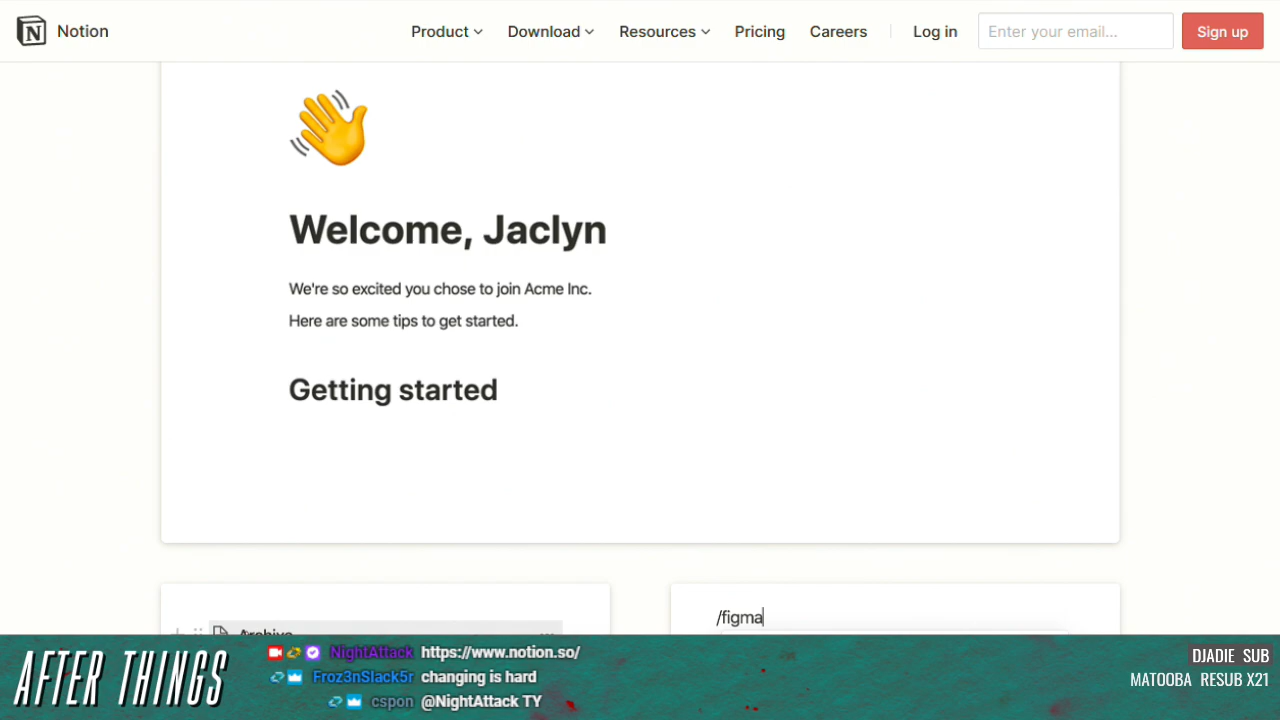 Notion
Product
Download
Resources
Pricing
Careers
Log in
Enter your email...
Sign up
Welcome, Jaclyn
We're so excited you chose to join Acme Inc.
Here are some tips to get started.
Getting started
/figma
Archive
AFTER THINGS
NightAttack https://www.notion.so/
Froz3nSlack5r changing is hard
cspon @NightAttack TY
DJADIE SUB
MATOOBA RESUB X21